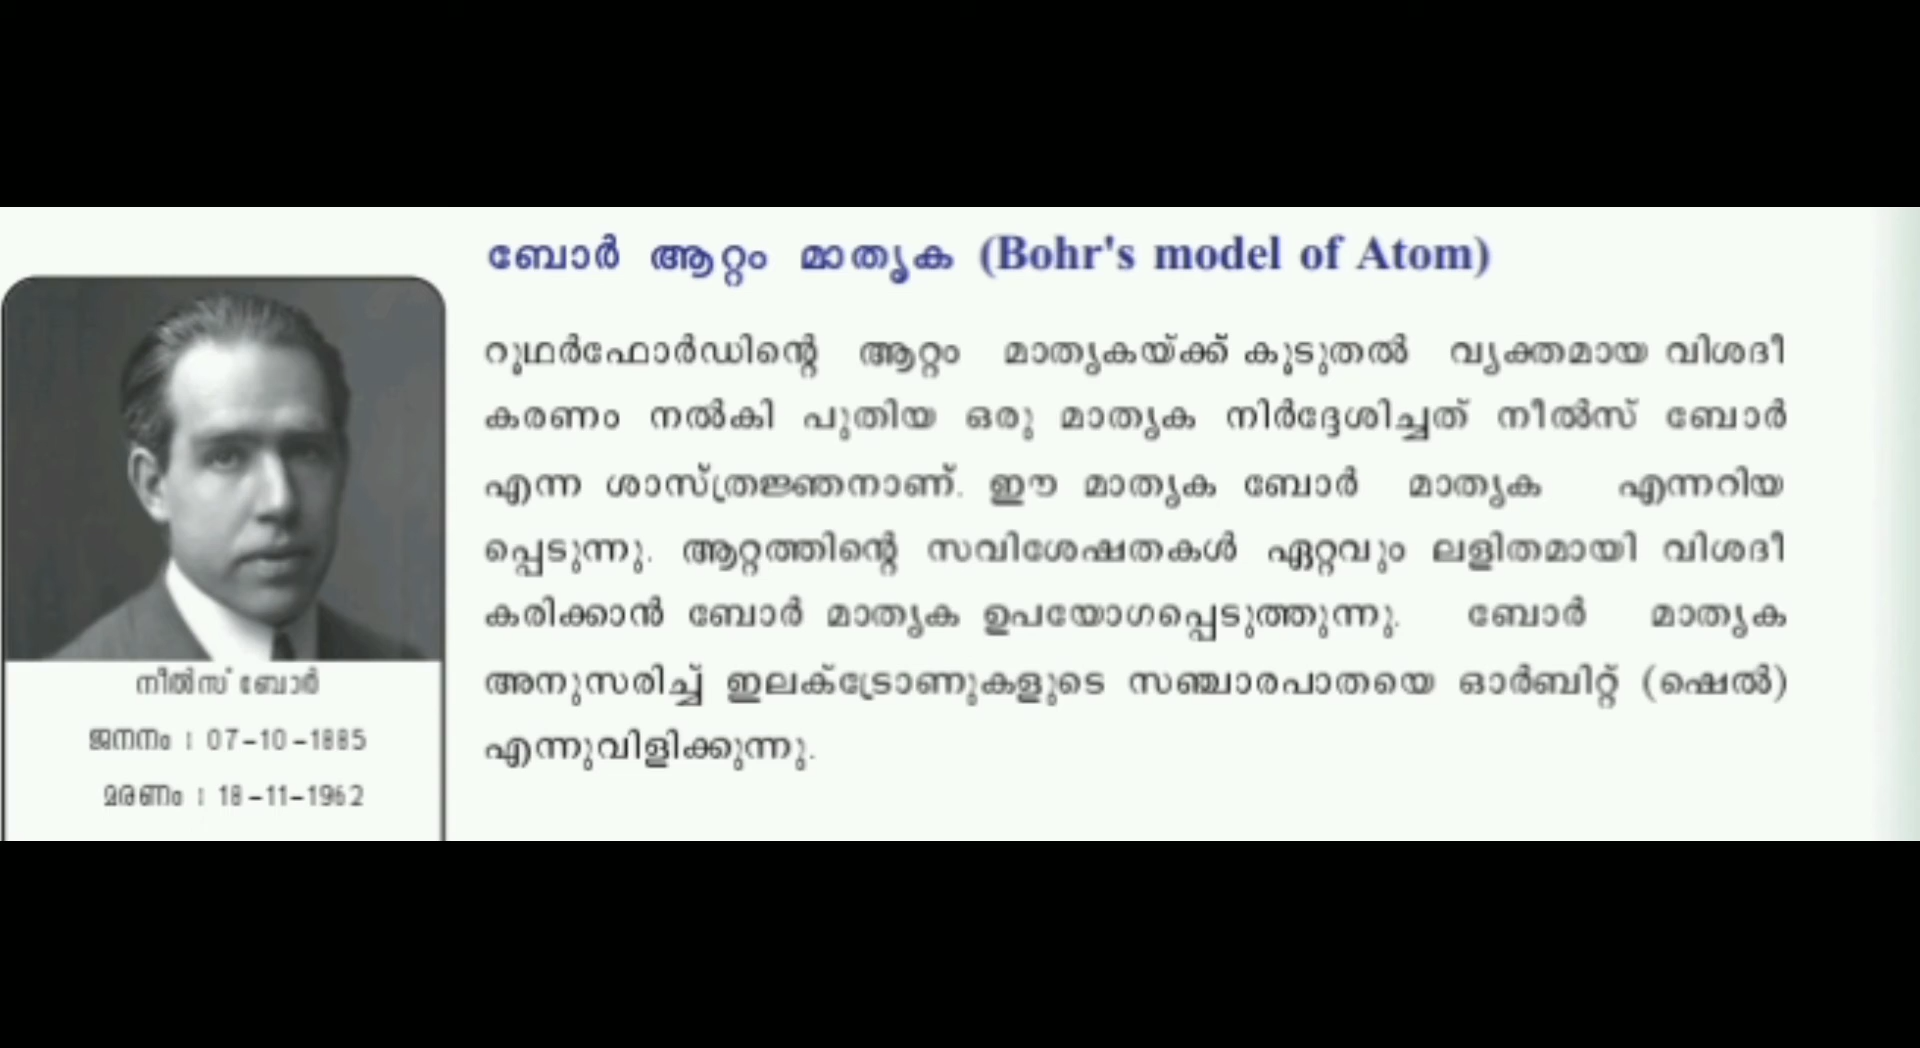 ബോർ ആറ്റം മാതൃക (Bohr's model of Atom)
റൂഥർഫോർഡിന്റെ ആറ്റം മാതൃകയ്ക്ക് കൂടുതൽ വ്യക്തമായ വിശദീ
കരണം നൽകി പുതിയ ഒരു മാതൃക നിർദ്ദേശിച്ചത് നീൽസ് ബോർ
എന്ന ശാസ്ത്രജ്ഞനാണ്. ഈ മാതൃക ബോർ മാതൃക എന്നറിയ
പ്പെടുന്നു. ആറ്റത്തിന്റെ സവിശേഷതകൾ ഏറ്റവും ലളിതമായി വിശദീ
കരിക്കാൻ ബോർ മാതൃക ഉപയോഗപ്പെടുത്തുന്നു. ബോർ മാതൃക
അനുസരിച്ച് ഇലക്ട്രോണുകളുടെ സഞ്ചാരപാതയെ ഓർബിറ്റ് (ഷെൽ)
എന്നുവിളിക്കുന്നു.
നീൽസ് ബോർ
ജനനം : 07-10-1885
മരണം : 18-11-1962